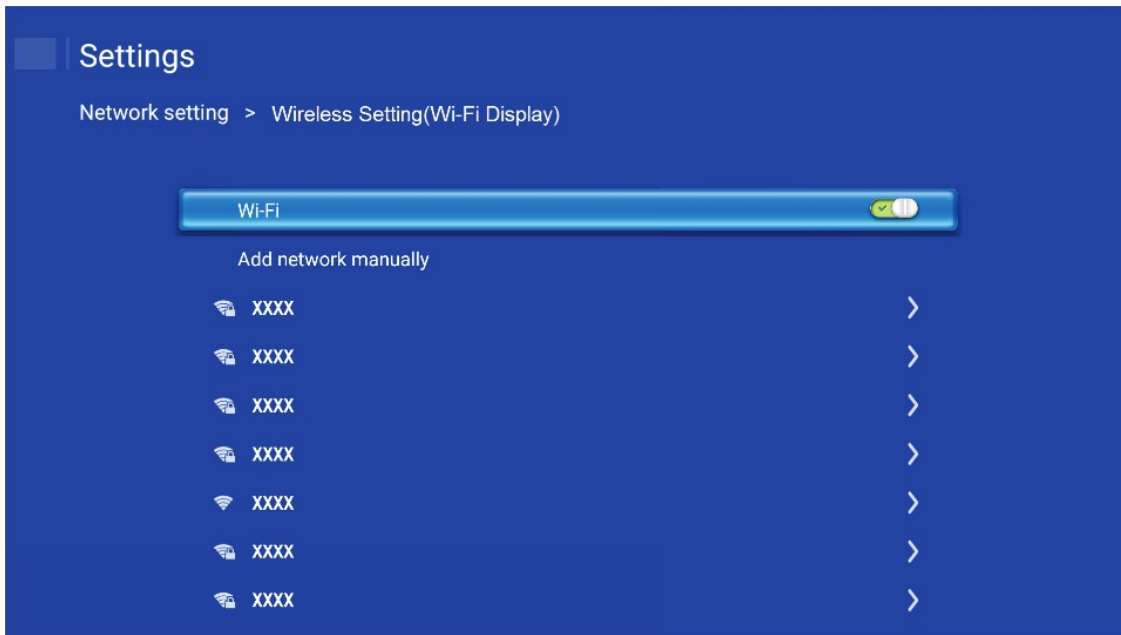 Settings
Network setting > Wireless Setting(Wi-Fi Display)
Wi-Fi
Add network manually
XXXX
XXXX
XXXX
XXXX
XXXX
XXXX
XXXX